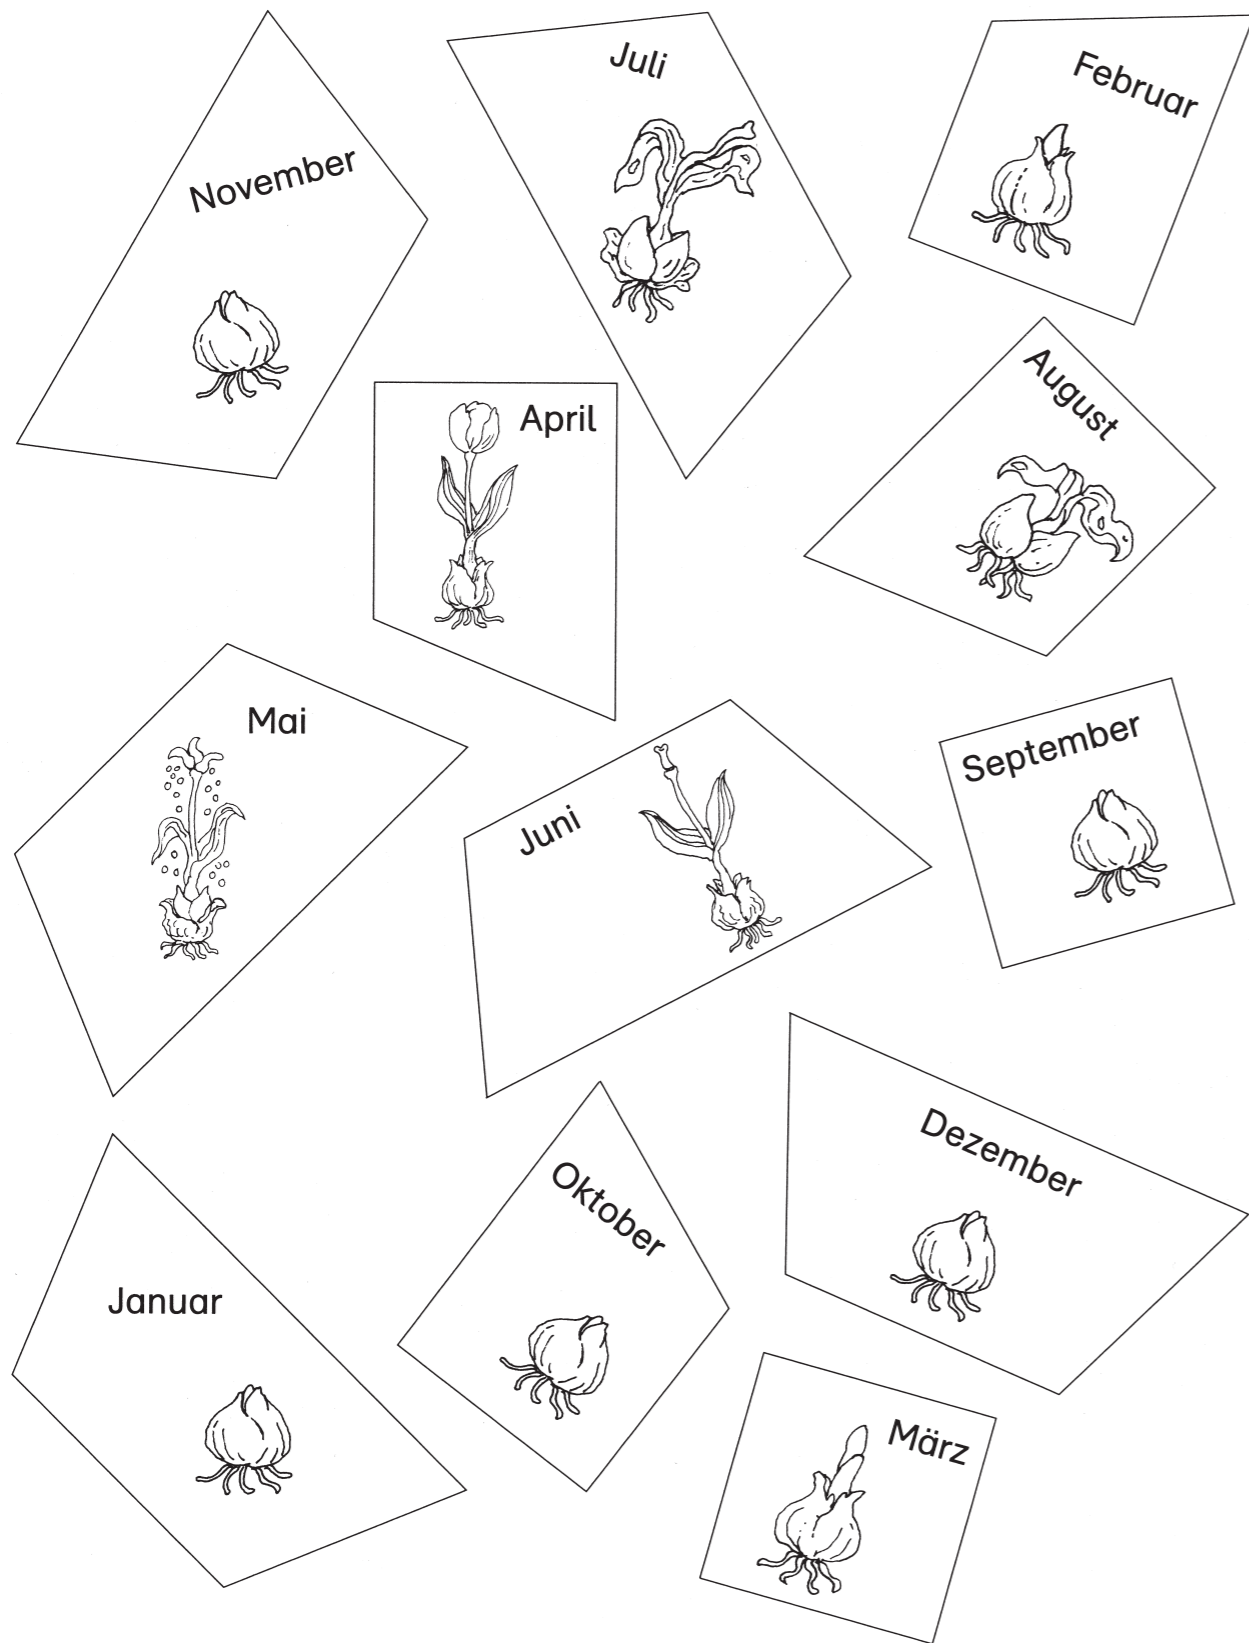 Juli
Februar
November
August
April
Mai
Juni
September
Dezember
Oktober
Januar
März